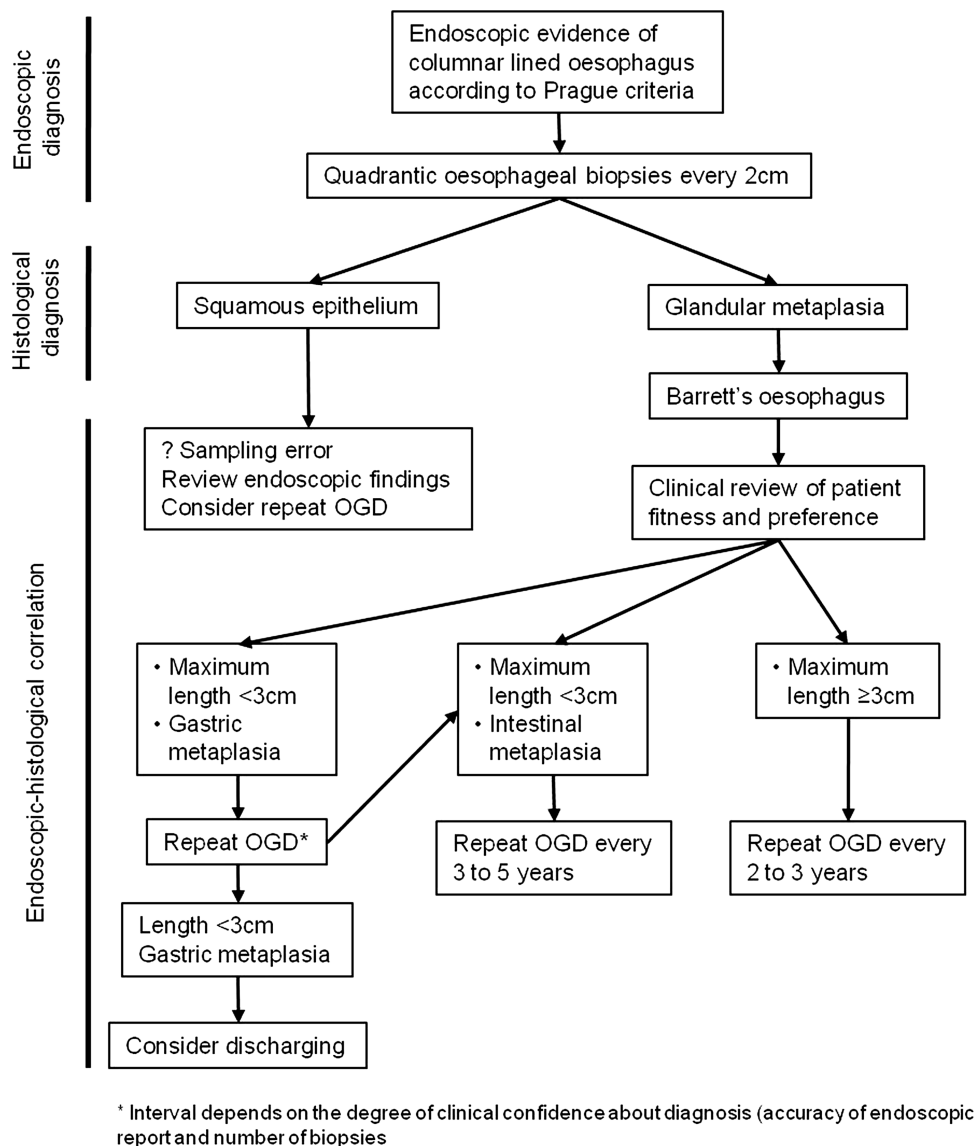 Endoscopic
diagnosis
Endoscopic evidence of
columnar lined oesophagus
according to Prague criteria
Quadrantic oesophageal biopsies every 2cm
Histological
diagnosis
Squamous epithelium
Glandular metaplasia
Barrett's oesophagus
Endoscopic-histological correlation
? Sampling error
Review endoscopic findings
Consider repeat OGD
Clinical review of patient
fitness and preference
• Maximum
length <3cm
• Gastric
metaplasia
• Maximum
length <3cm
• Intestinal
metaplasia
• Maximum
length ≥3cm
Repeat OGD*
Repeat OGD every
3 to 5 years
Repeat OGD every
2 to 3 years
Length <3cm
Gastric metaplasia
Consider discharging
* Interval depends on the degree of clinical confidence about diagnosis (accuracy of endoscopic
report and number of biopsies